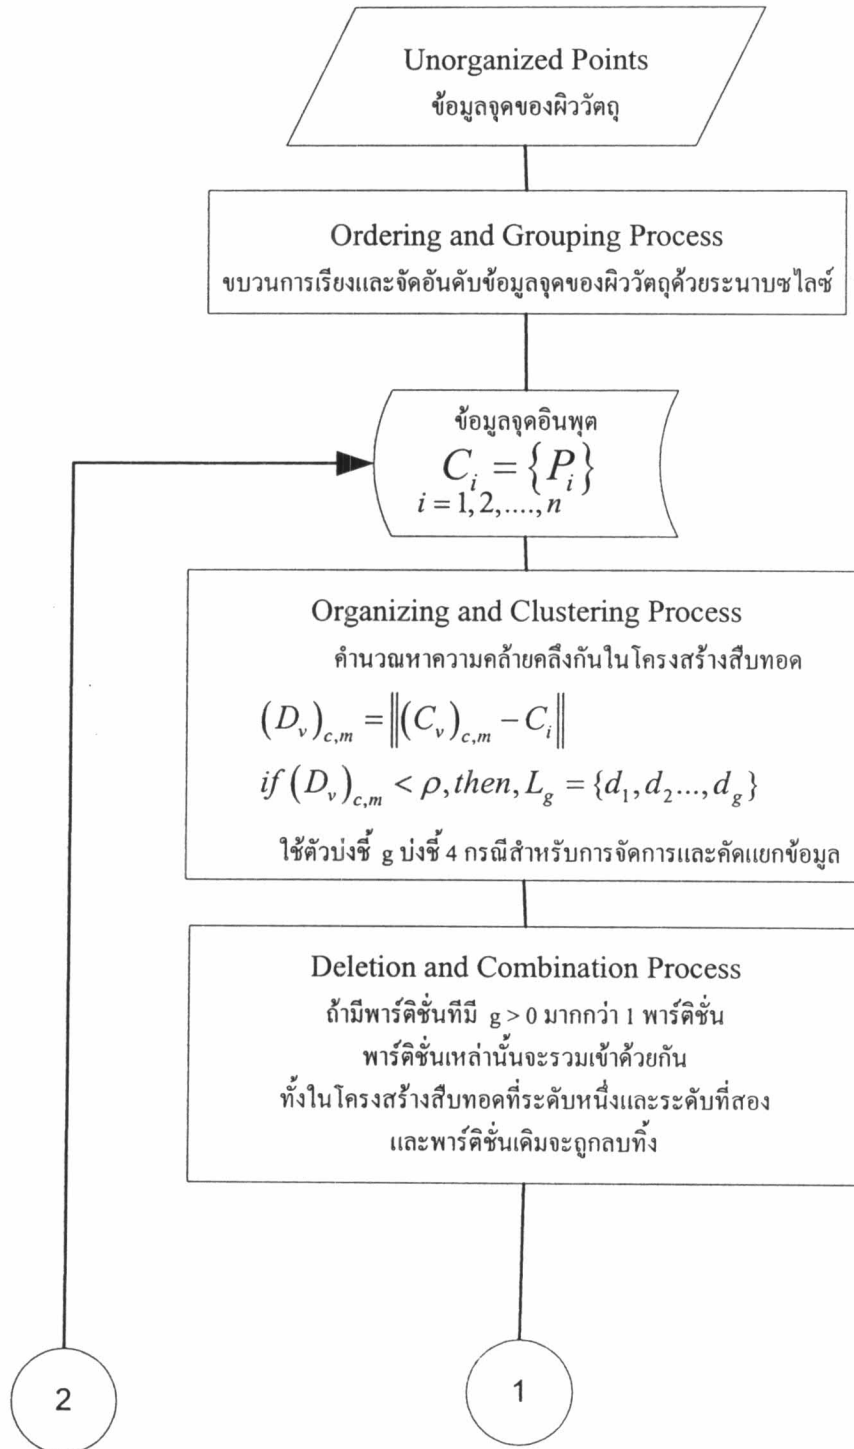 Unorganized Points
ข้อมูลจุดของผิววัตถุ
Ordering and Grouping Process
ขบวนการเรียงและจัดอันดับข้อมูลจุดของผิววัตถุด้วยระนาบซไลซ์
ข้อมูลจุดอินพุต
C_i = {P_i}
i = 1, 2, ...., n
Organizing and Clustering Process
คำนวณหาความคล้ายคลึงกันในโครงสร้างสืบทอด
(D_v)_{c,m} = ‖(C_v)_{c,m} − C_i‖
if (D_v)_{c,m} < ρ, then, L_g = {d_1, d_2..., d_g}
ใช้ตัวบ่งชี้ g บ่งชี้ 4 กรณีสำหรับการจัดการและคัดแยกข้อมูล
Deletion and Combination Process
ถ้ามีพาร์ติชั่นทีมี g > 0 มากกว่า 1 พาร์ติชั่น
พาร์ติชั่นเหล่านั้นจะรวมเข้าด้วยกัน
ทั้งในโครงสร้างสืบทอดที่ระดับหนึ่งและระดับที่สอง
และพาร์ติชั่นเดิมจะถูกลบทิ้ง
2
1